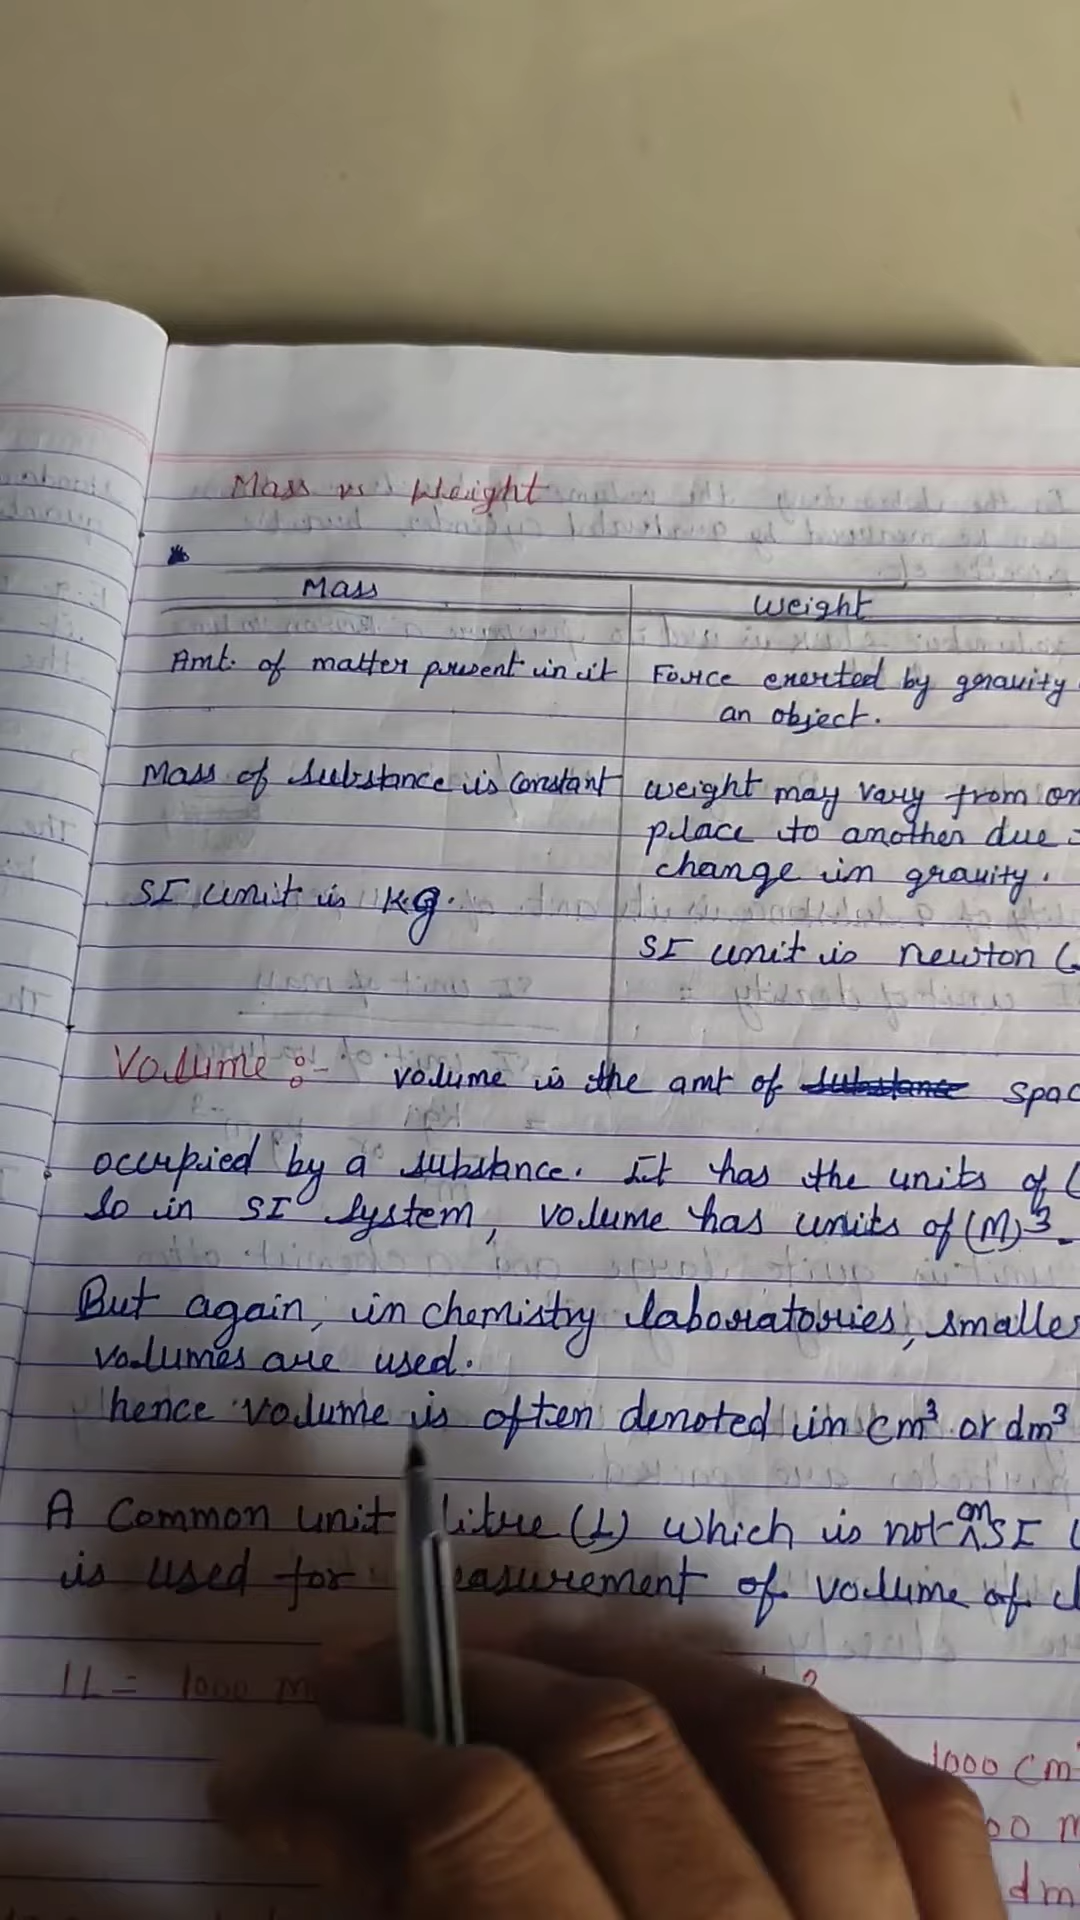 Mass vs Weight
Mass
Weight
Amt. of matter present in it
Force exerted by gravity
an object.
Mass of substance is constant
weight may vary from
place to another due
change in gravity.
SI unit is kg.
SI unit is newton (
Volume :- volume is the amt of substance
occupied by a substance. It has the units of (
So in SI system, volume has units of (M)³.
But again, in chemistry laboratories, smaller
volumes are used.
hence volume is often denoted in cm³ or dm³
A Common unit litre (L) which is not an SI
is used for measurement of volume of
1L = 1000 m
1000 cm
00 m
dm